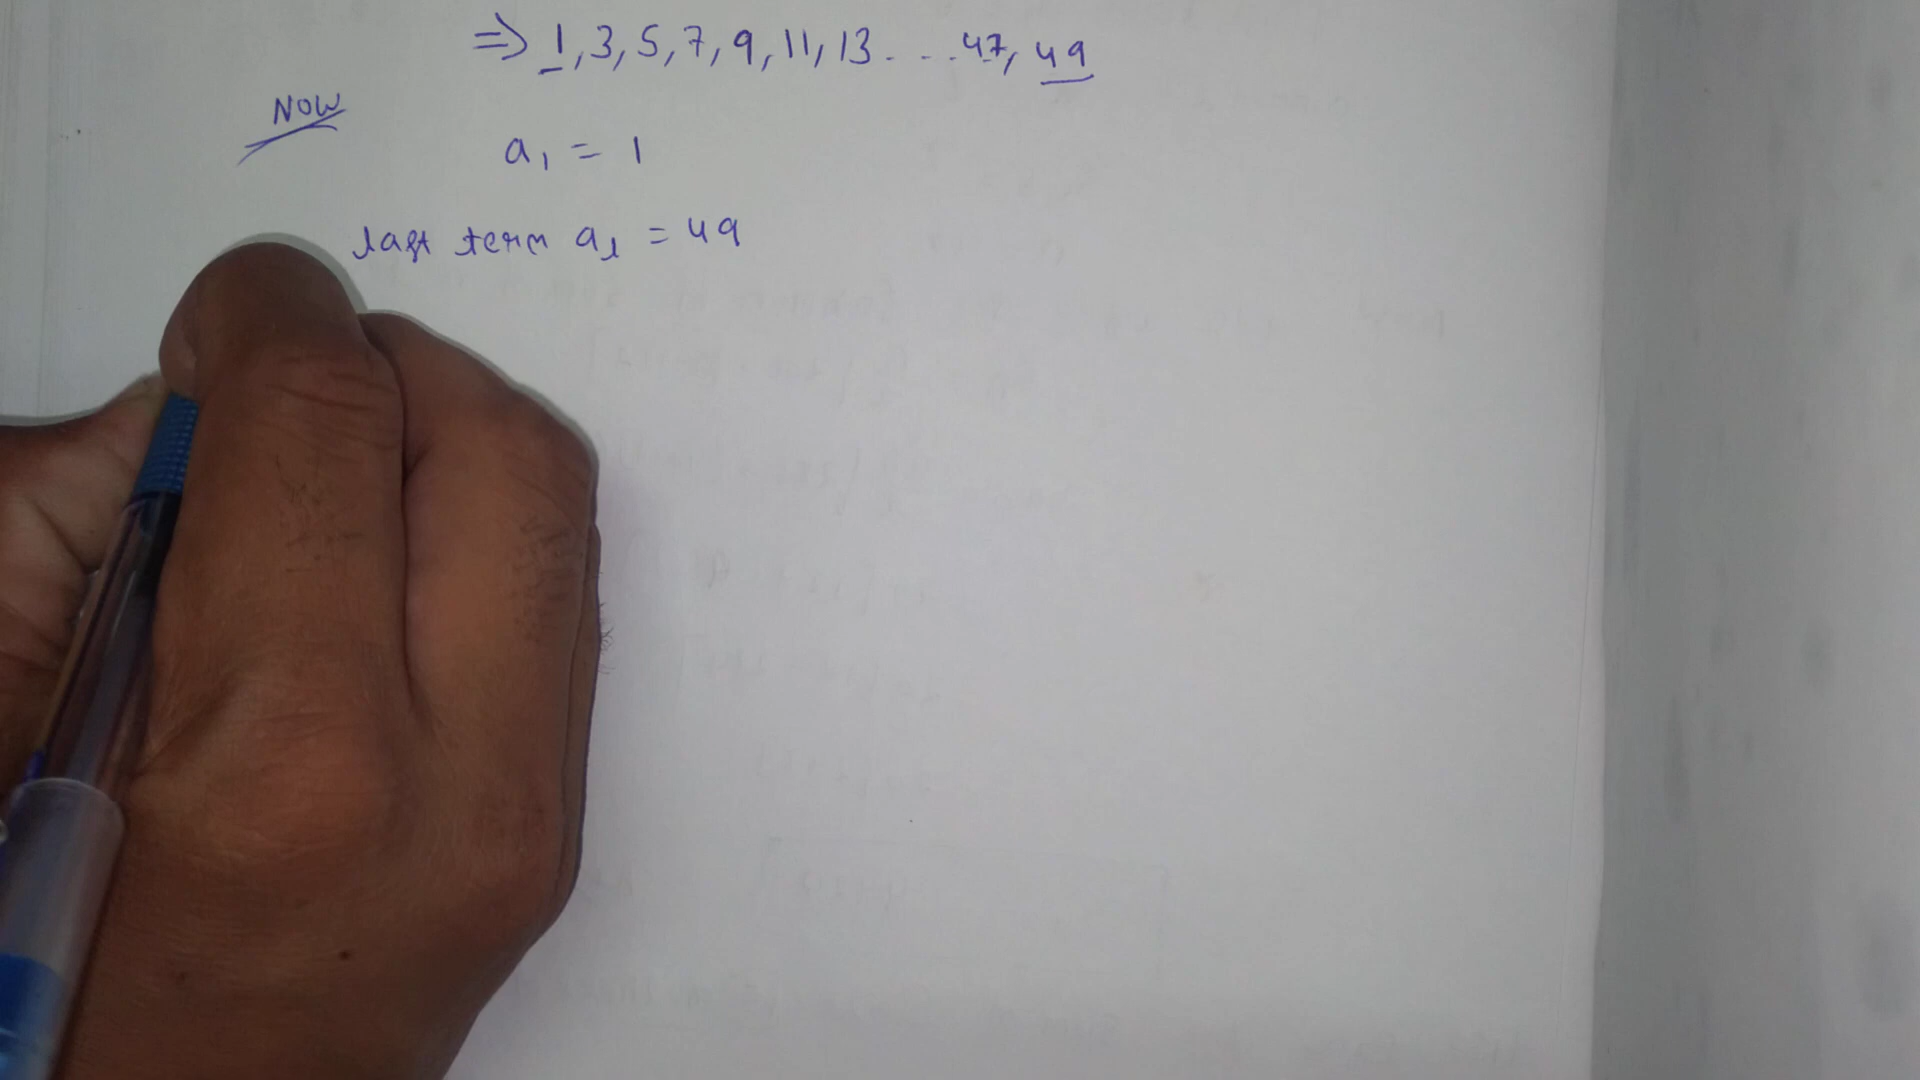 ⇒ 1, 3, 5, 7, 9, 11, 13 . . . . 47, 49
NOW
a₁ = 1
last term aₗ = 49